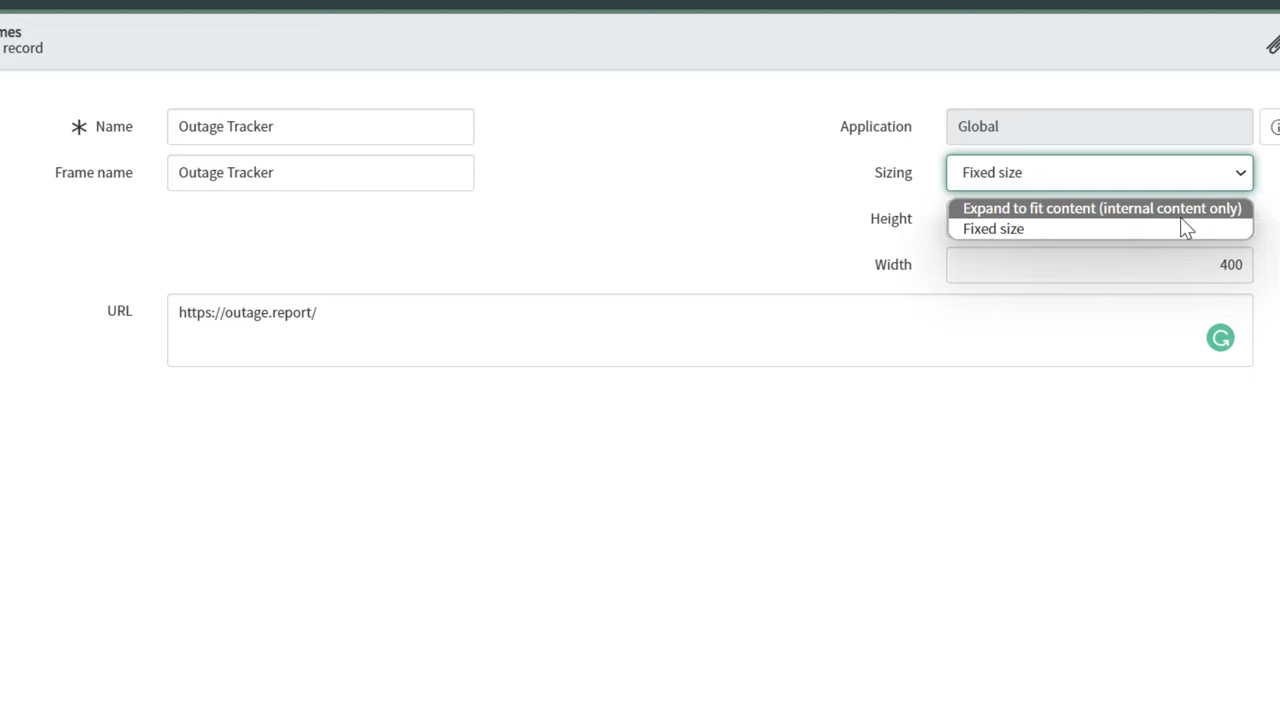 mes
record
Name
Outage Tracker
Application
Global
Frame name
Outage Tracker
Sizing
Fixed size
Height
Expand to fit content (internal content only)
Fixed size
Width
400
URL
https://outage.report/